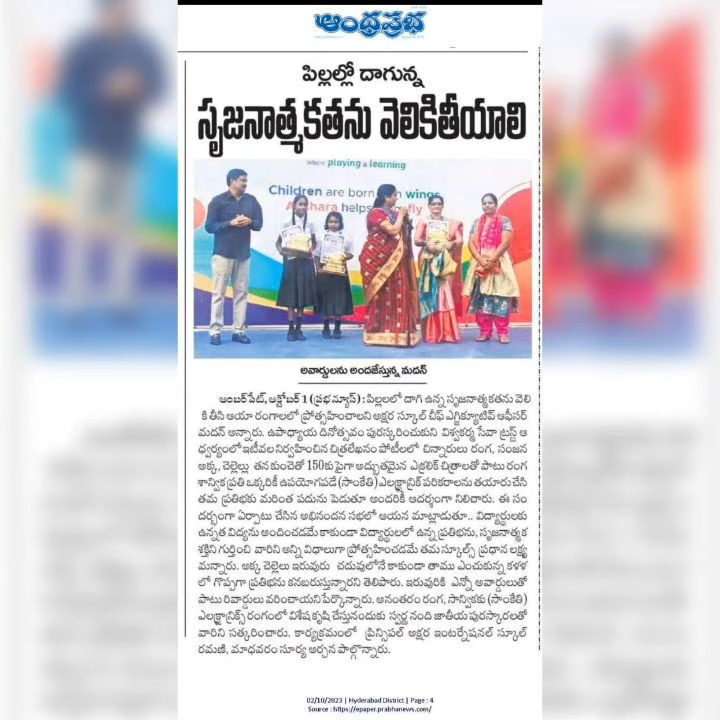 ఆంధ్రప్రభ
పిల్లల్లో దాగున్న
సృజనాత్మకతను వెలికితీయాలి
where playing is learning
Children are born with wings
Akshara helps fly
అవార్డులను అందజేస్తున్న మదన్
అంబర్‌పేట్, అక్టోబర్ 1 (ప్రభ న్యూస్) : పిల్లలలో దాగి ఉన్న సృజనాత్మకతను వెలి
కి తీసి ఆయా రంగాలలో ప్రోత్సహించాలని అక్షర స్కూల్ చీఫ్ ఎగ్జిక్యూటివ్ ఆఫీసర్
మదన్ అన్నారు. ఉపాధ్యాయ దినోత్సవం పురస్కరించుకుని విశ్వకర్మ సేవా ట్రస్ట్ ఆ
ధ్వర్యంలో ఇటీవల నిర్వహించిన చిత్రలేఖనం పోటీలలో చిన్నారులు రంగ, సంజన
అక్క, చెల్లెల్లు తన కుంచెతో 150కు పైగా అద్భుతమైన ఎక్రలిక్ చిత్రాలతో పాటు రంగ
శాన్విక ప్రతి ఒక్కరికీ ఉపయోగపడే (సాంకేతి) ఎలక్ట్రానిక్ పరికరాలను తయారు చేసి
తమ ప్రతిభకు మరింత పదును పెడుతూ అందరికీ ఆదర్శంగా నిలిచారు. ఈ సం
దర్భంగా ఏర్పాటు చేసిన అభినందన సభలో ఆయన మాట్లాడుతూ.. విద్యార్థులకు
ఉన్నత విద్యను అందించడమే కాకుండా విద్యార్థులలో ఉన్న ప్రతిభను, సృజనాత్మక
శక్తిని గుర్తించి వారిని అన్ని విధాలుగా ప్రోత్సహించడమే తమ స్కూల్స్ ప్రధాన లక్ష్య
మన్నారు. అక్క చెల్లెలు ఇరువురు చదువులోనే కాకుండా తాము ఎంచుకున్న కళల
లో గొప్పగా ప్రతిభను కనబరుస్తున్నారని తెలిపారు. ఇరువురికి ఎన్నో అవార్డులతో
పాటు రివార్డులు వరించాయని పేర్కొన్నారు. అనంతరం రంగ, సాన్వికకు (సాంకేతి)
ఎలక్ట్రానిక్స్ రంగంలో విశేష కృషి చేస్తునందుకు స్వర్ణ నంది జాతీయ పురస్కారాలతో
వారిని సత్కరించారు. కార్యక్రమంలో ప్రిన్సిపల్ అక్షర ఇంటర్నేషనల్ స్కూల్
రమణి, మాధవరం సూర్య అర్చన పాల్గొన్నారు.
02/10/2023 | Hyderabad District | Page : 4
Source : https://epaper.prabhanews.com/